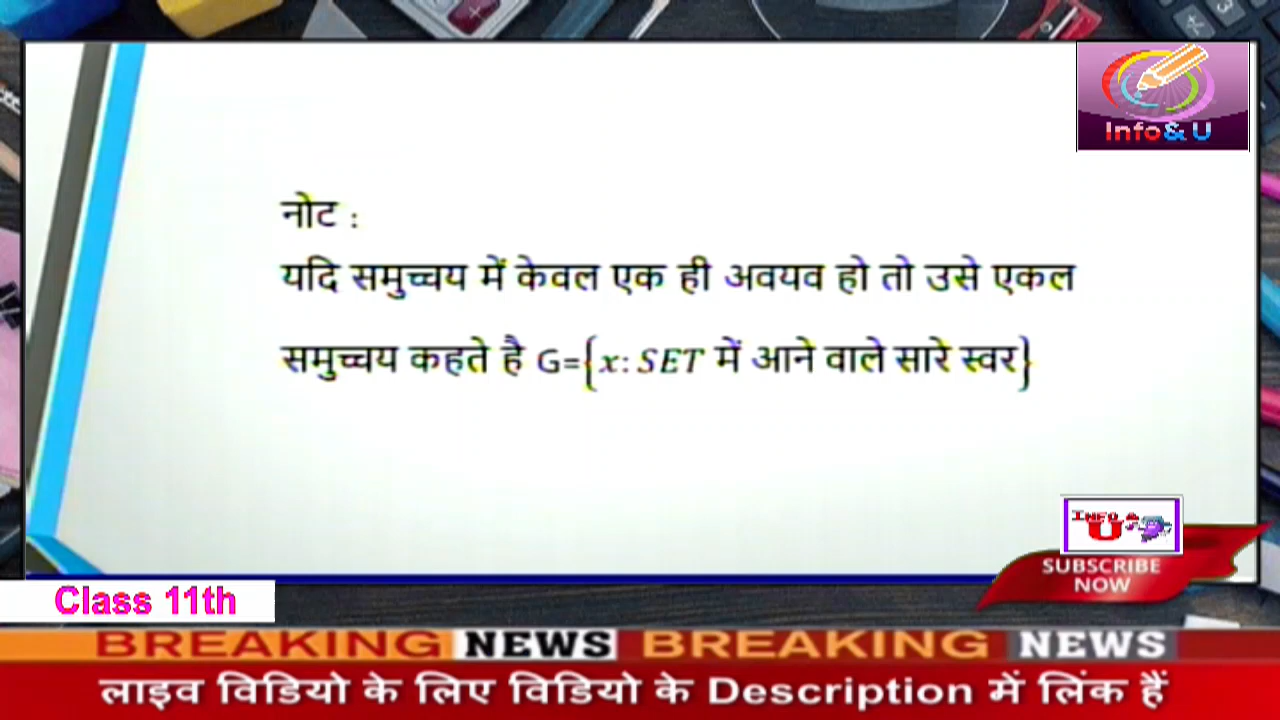 Info& U
नोट :
यदि समुच्चय में केवल एक ही अवयव हो तो उसे एकल
समुच्चय कहते है G={x: SET में आने वाले सारे स्वर}
INFO &
U
SUBSCRIBE
NOW
Class 11th
BREAKING NEWS BREAKING NEWS
लाइव विडियो के लिए विडियो के Description में लिंक हैं